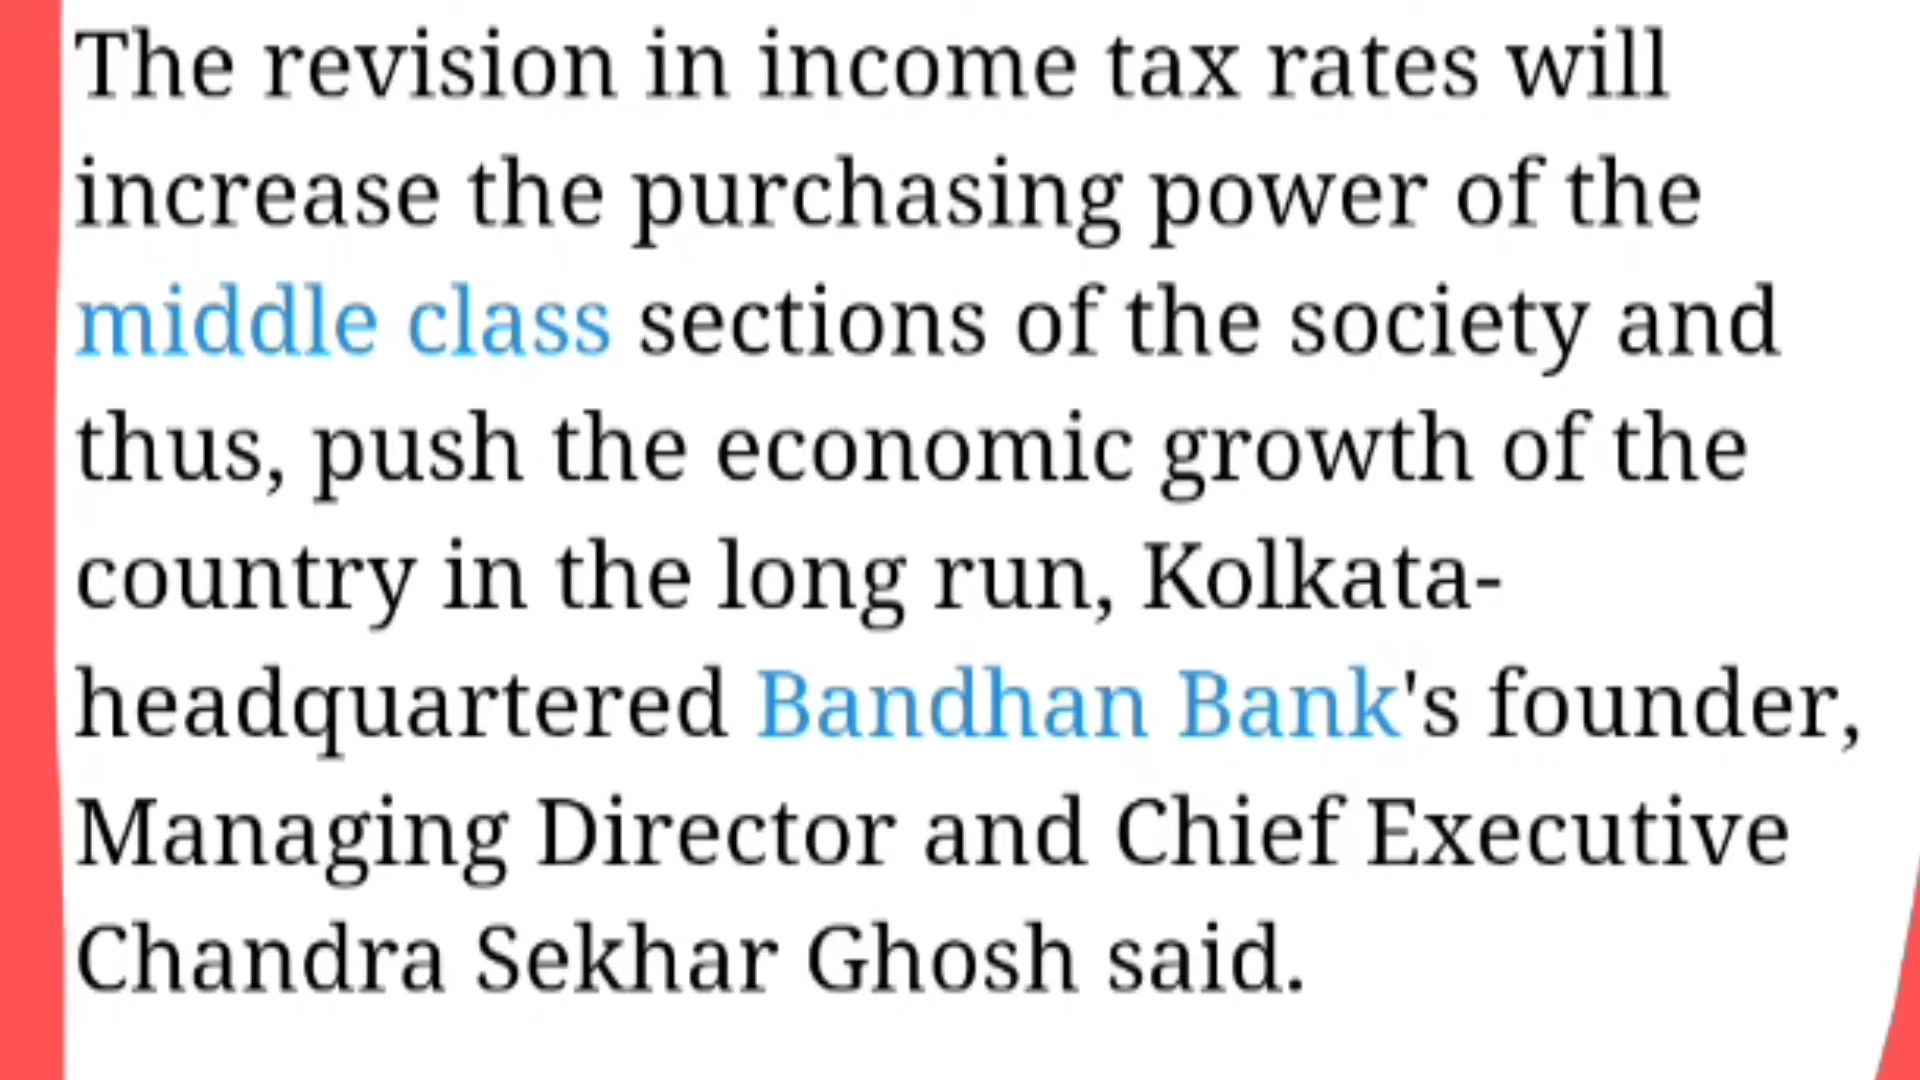 The revision in income tax rates will
increase the purchasing power of the
middle class sections of the society and
thus, push the economic growth of the
country in the long run, Kolkata-
headquartered Bandhan Bank's founder,
Managing Director and Chief Executive
Chandra Sekhar Ghosh said.